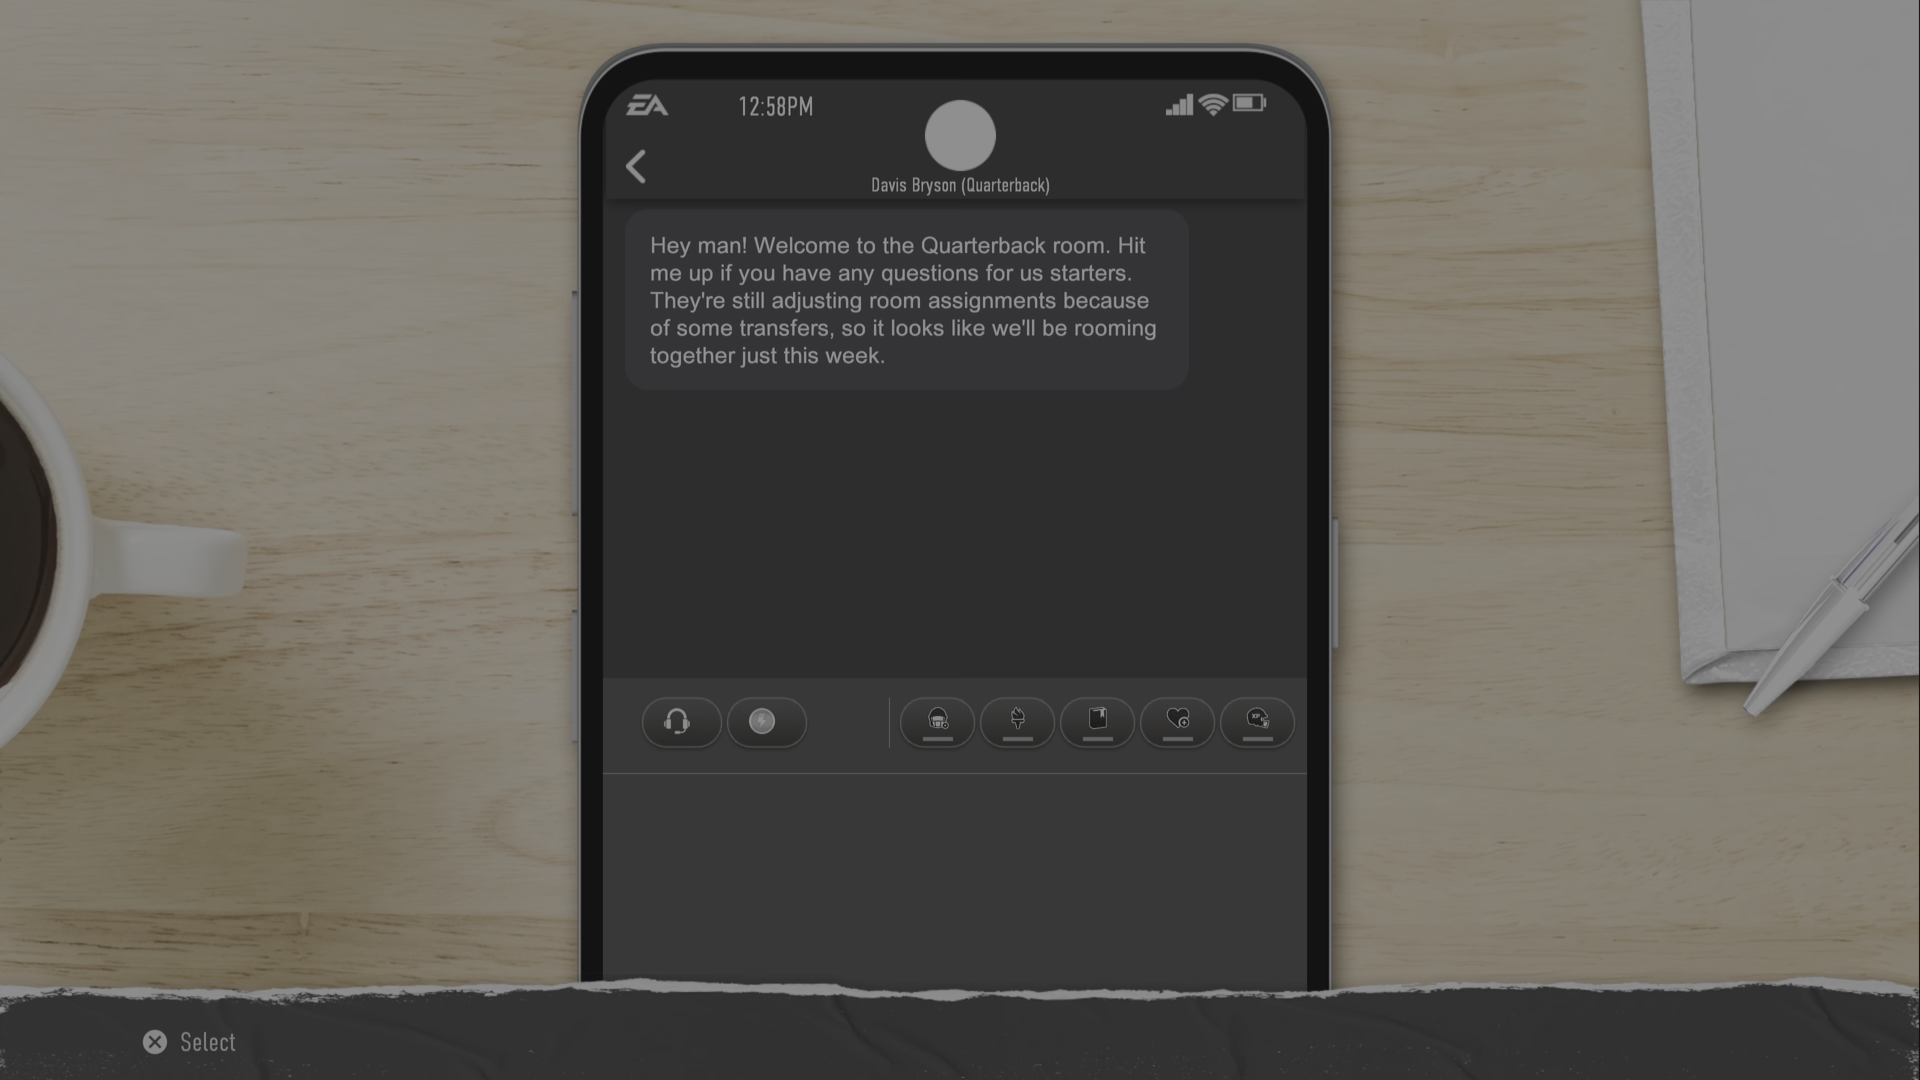 EA
12:58PM
Davis Bryson (Quarterback)
Hey man! Welcome to the Quarterback room. Hit
me up if you have any questions for us starters.
They're still adjusting room assignments because
of some transfers, so it looks like we'll be rooming
together just this week.
XP
Select